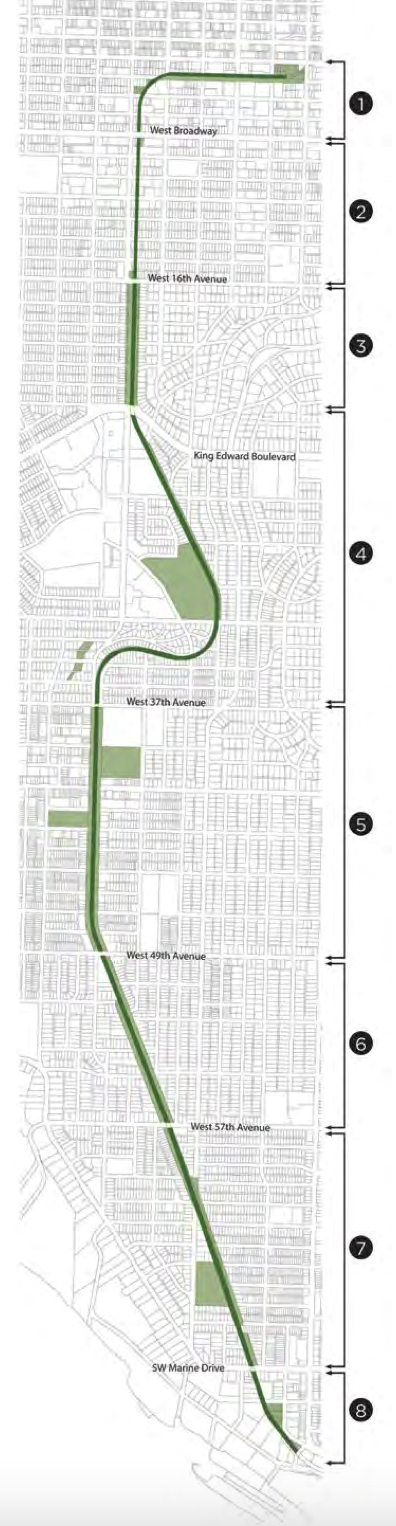 1
West Broadway
2
West 16th Avenue
3
King Edward Boulevard
4
West 37th Avenue
5
West 49th Avenue
6
West 57th Avenue
7
SW Marine Drive
8